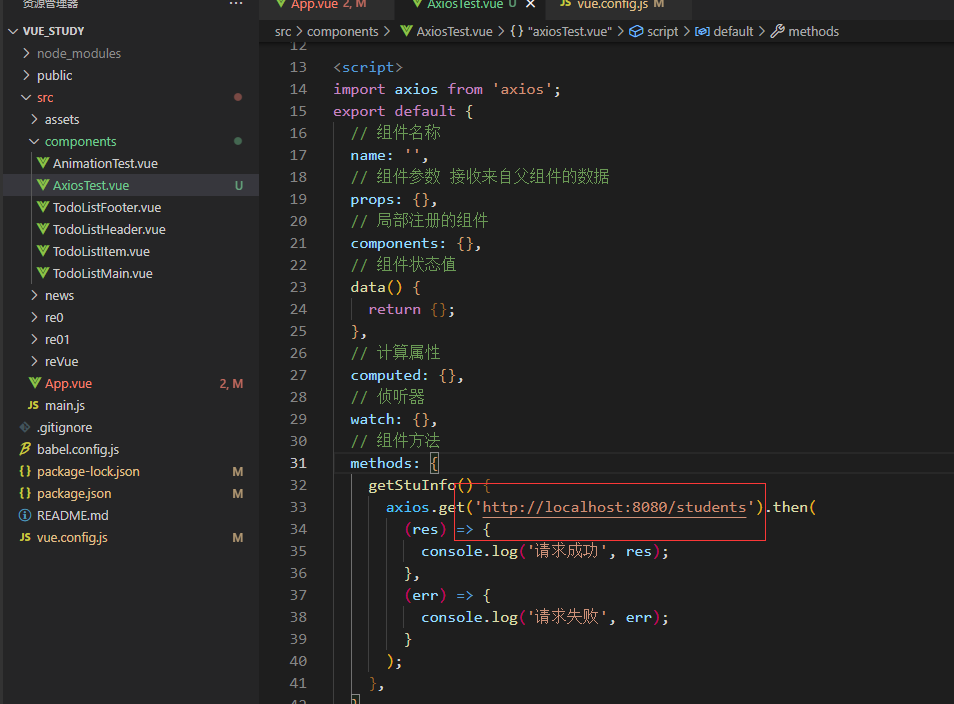 资源管理器 ···
VUE_STUDY
node_modules
public
src
assets
components
AnimationTest.vue
AxiosTest.vue U
TodoListFooter.vue
TodoListHeader.vue
TodoListItem.vue
TodoListMain.vue
news
re0
re01
reVue
App.vue 2, M
JS main.js
.gitignore
babel.config.js
{} package-lock.json M
{} package.json M
README.md
JS vue.config.js M
App.vue 2, M AxiosTest.vue U JS vue.config.js M
src > components > AxiosTest.vue > {} "axiosTest.vue" > script > default > methods
12
13 <script>
14 import axios from 'axios';
15 export default {
16 // 组件名称
17 name: '',
18 // 组件参数 接收来自父组件的数据
19 props: {},
20 // 局部注册的组件
21 components: {},
22 // 组件状态值
23 data() {
24 return {};
25 },
26 // 计算属性
27 computed: {},
28 // 侦听器
29 watch: {},
30 // 组件方法
31 methods: {
32 getStuInfo() {
33 axios.get('http://localhost:8080/students').then(
34 (res) => {
35 console.log('请求成功', res);
36 },
37 (err) => {
38 console.log('请求失败', err);
39 }
40 );
41 },
42 }